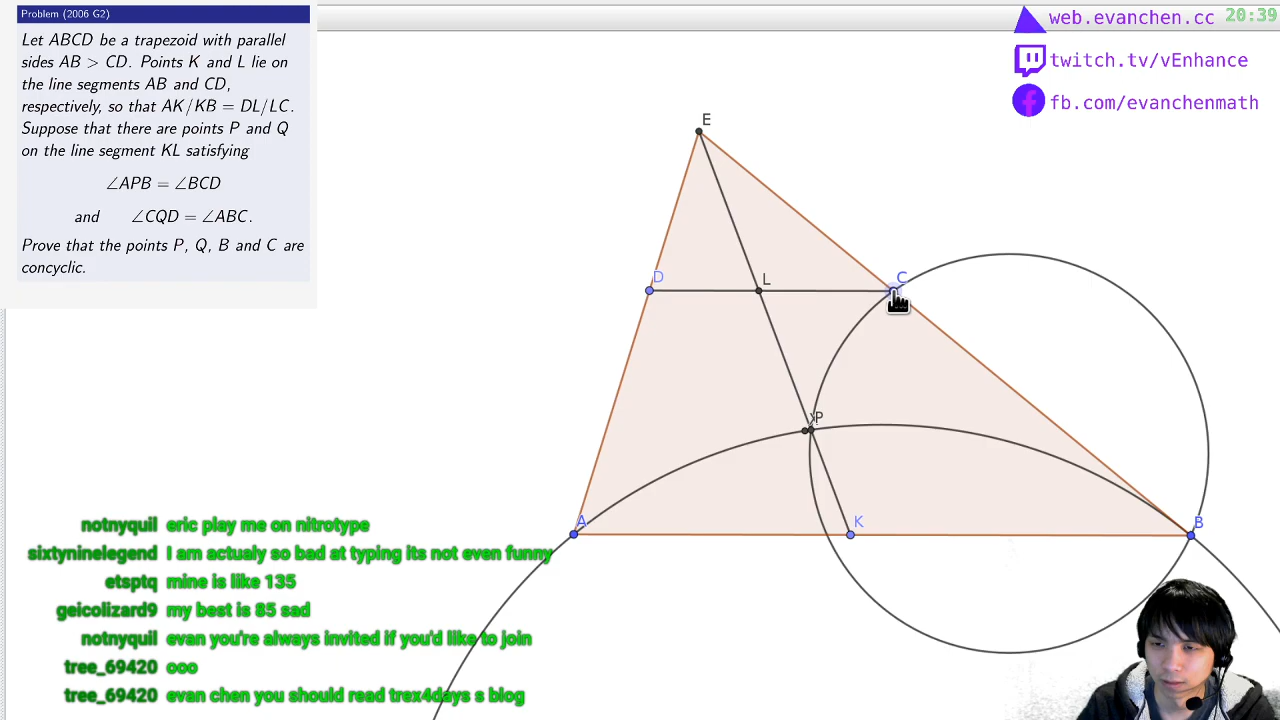 Problem (2006 G2)
Let ABCD be a trapezoid with parallel
sides AB > CD. Points K and L lie on
the line segments AB and CD,
respectively, so that AK/KB = DL/LC.
Suppose that there are points P and Q
on the line segment KL satisfying
∠APB = ∠BCD
and ∠CQD = ∠ABC.
Prove that the points P, Q, B and C are
concyclic.
web.evanchen.cc 20:39
twitch.tv/vEnhance
fb.com/evanchenmath
E
D
L
C
P
A
K
B
notnyquil eric play me on nitrotype
sixtyninelegend I am actualy so bad at typing its not even funny
etsptq mine is like 135
geicolizard9 my best is 85 sad
notnyquil evan you're always invited if you'd like to join
tree_69420 ooo
tree_69420 evan chen you should read trex4days s blog